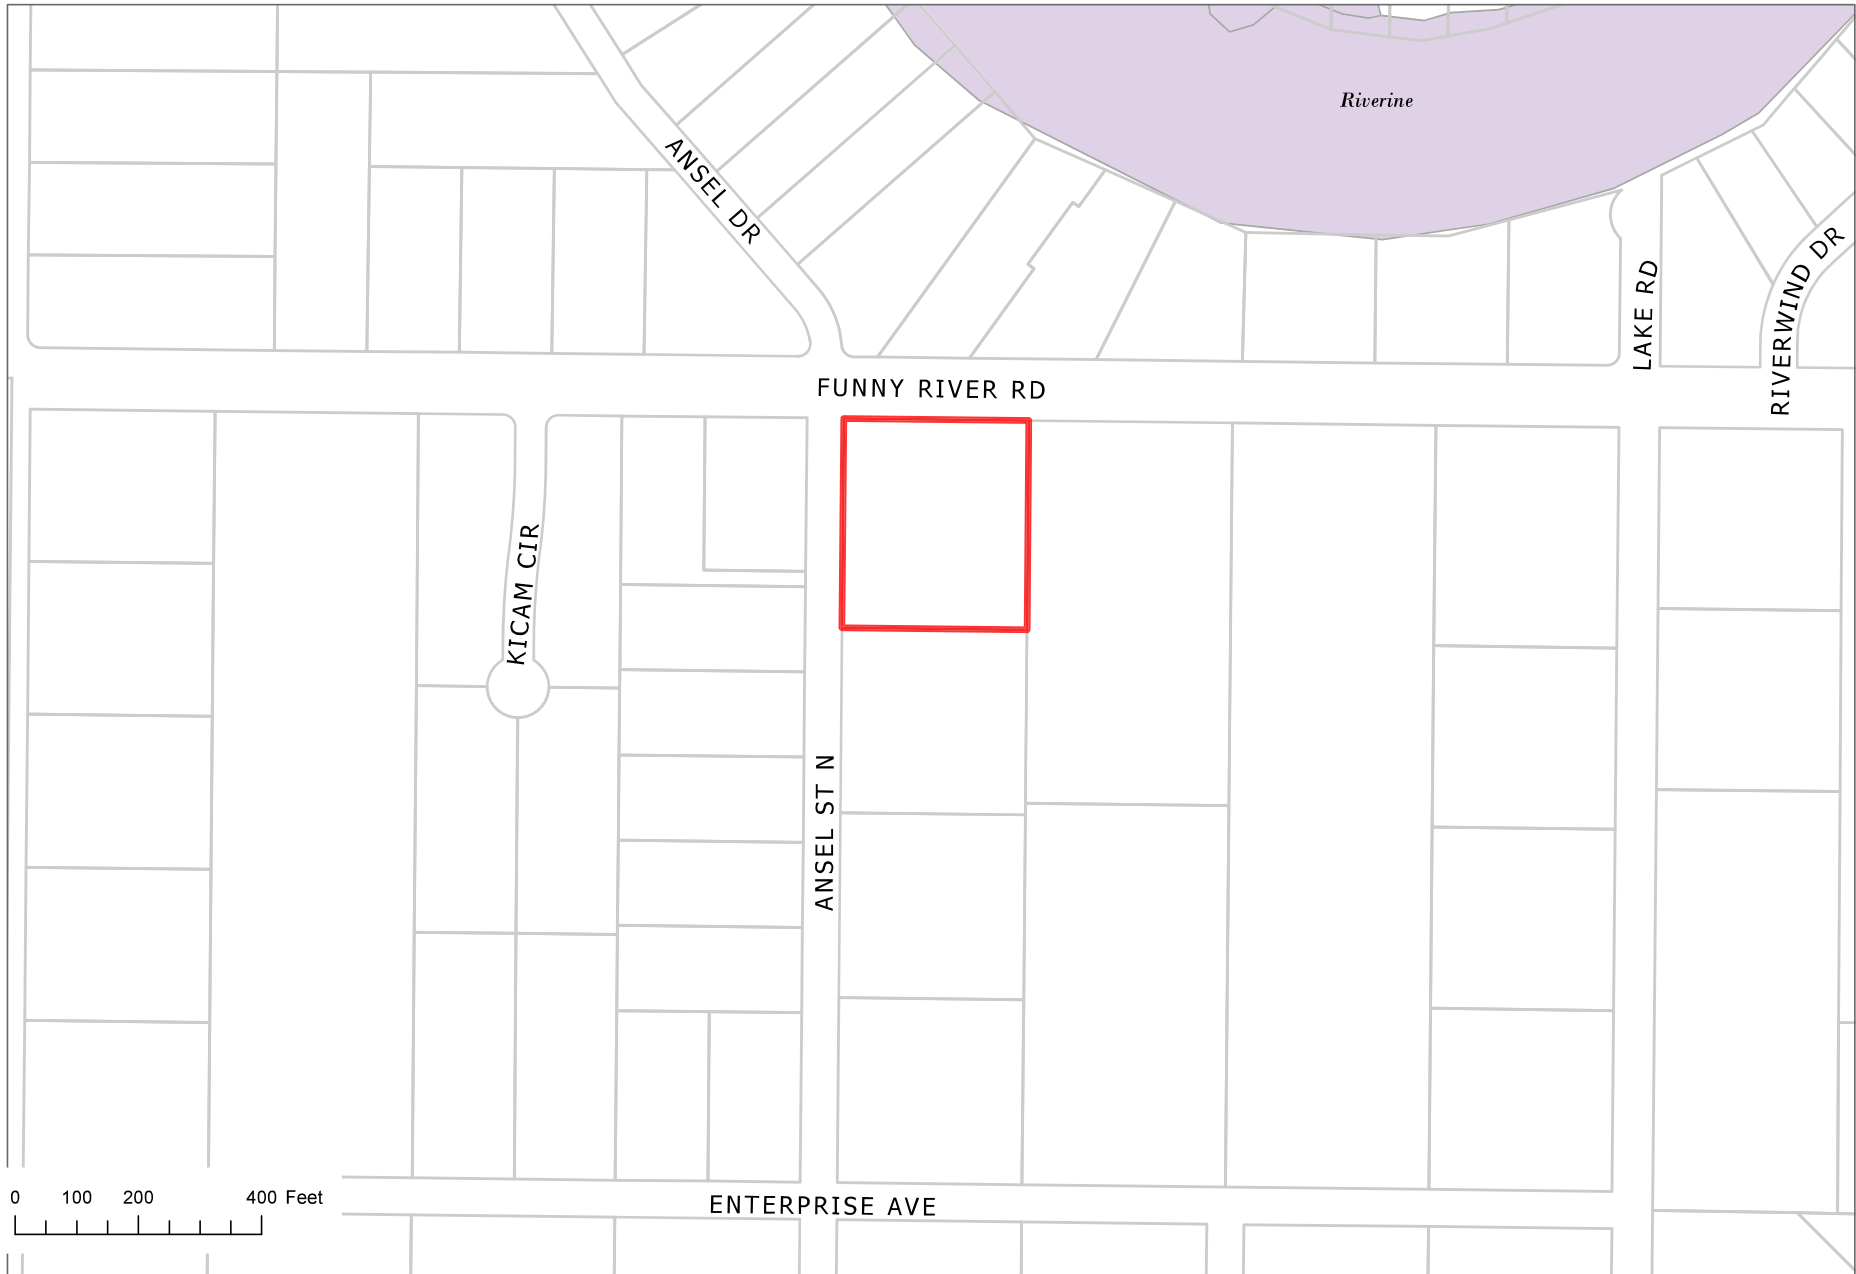 Riverine
ANSEL DR
LAKE RD
RIVERWIND DR
FUNNY RIVER RD
KICAM CIR
ANSEL ST N
ENTERPRISE AVE
0 100 200 400 Feet